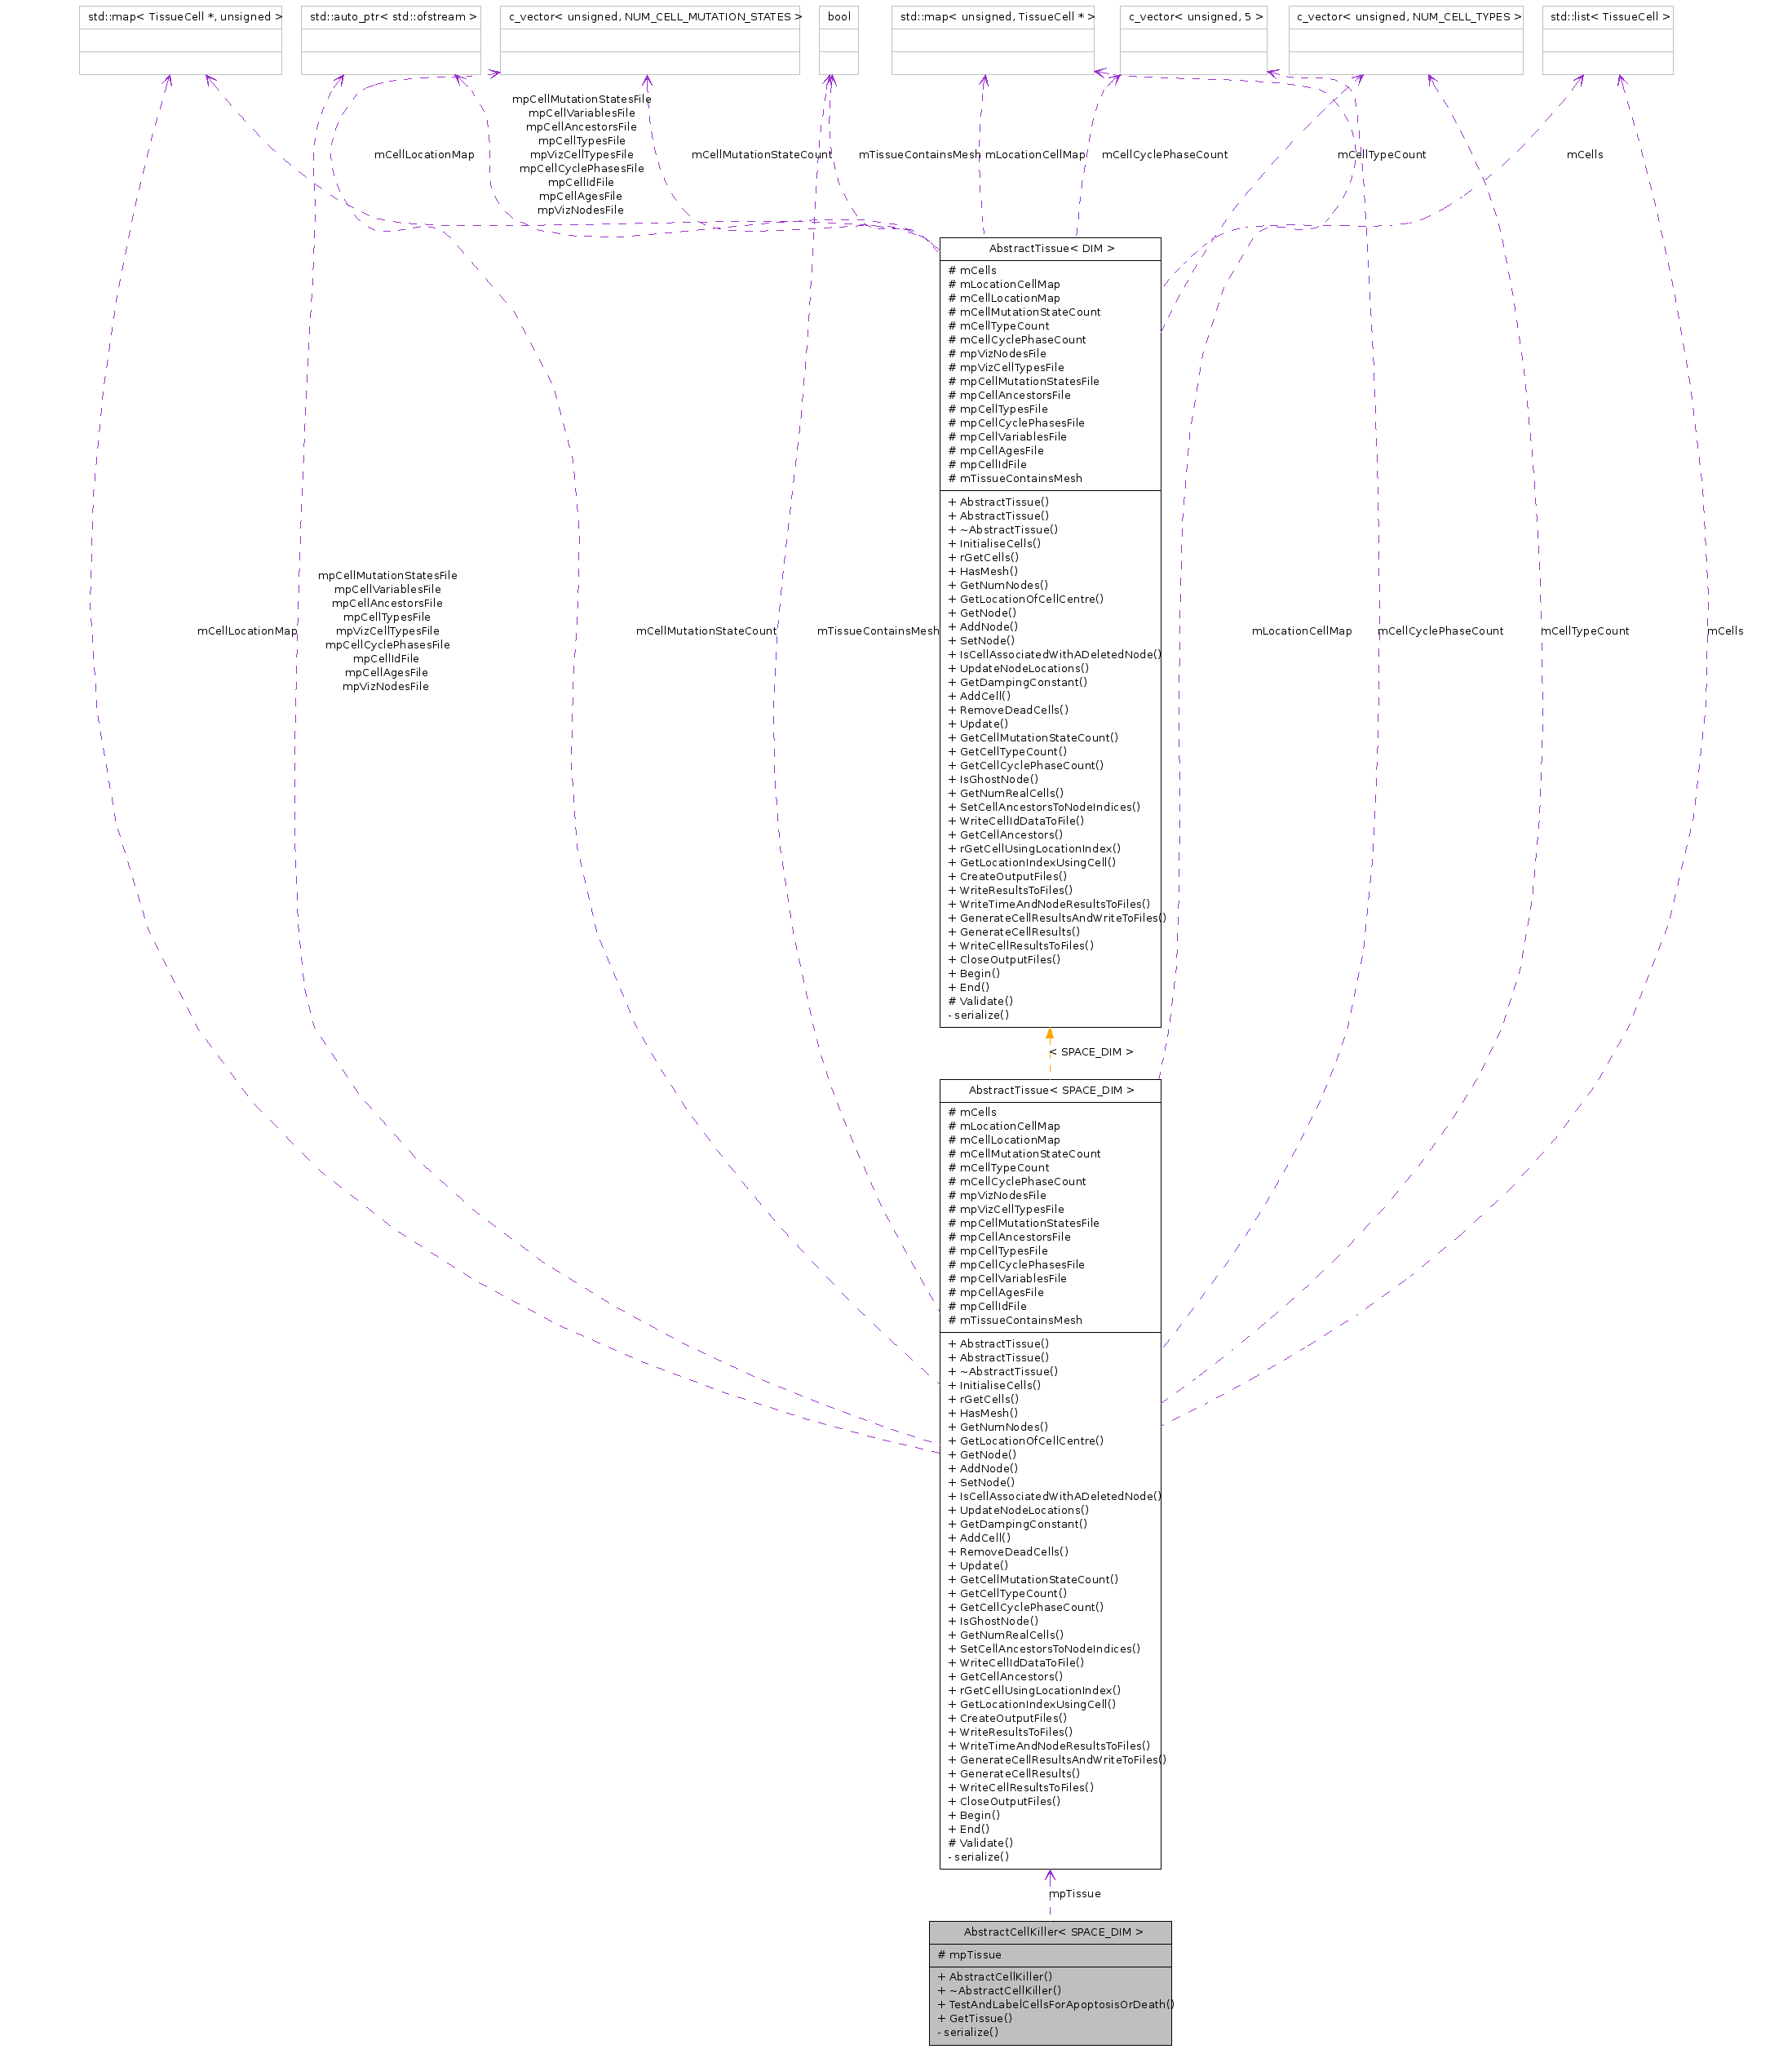 std::map< TissueCell *, unsigned >
std::auto_ptr< std::ofstream >
c_vector< unsigned, NUM_CELL_MUTATION_STATES >
bool
std::map< unsigned, TissueCell * >
c_vector< unsigned, 5 >
c_vector< unsigned, NUM_CELL_TYPES >
std::list< TissueCell >
mCellLocationMap
mpCellMutationStatesFile
mpCellVariablesFile
mpCellAncestorsFile
mpCellTypesFile
mpVizCellTypesFile
mpCellCyclePhasesFile
mpCellIdFile
mpCellAgesFile
mpVizNodesFile
mCellMutationStateCount
mTissueContainsMesh
mLocationCellMap
mCellCyclePhaseCount
mCellTypeCount
mCells
AbstractTissue< DIM >
# mCells
# mLocationCellMap
# mCellLocationMap
# mCellMutationStateCount
# mCellTypeCount
# mCellCyclePhaseCount
# mpVizNodesFile
# mpVizCellTypesFile
# mpCellMutationStatesFile
# mpCellAncestorsFile
# mpCellTypesFile
# mpCellCyclePhasesFile
# mpCellVariablesFile
# mpCellAgesFile
# mpCellIdFile
# mTissueContainsMesh
+ AbstractTissue()
+ AbstractTissue()
+ ~AbstractTissue()
+ InitialiseCells()
+ rGetCells()
+ HasMesh()
+ GetNumNodes()
+ GetLocationOfCellCentre()
+ GetNode()
+ AddNode()
+ SetNode()
+ IsCellAssociatedWithADeletedNode()
+ UpdateNodeLocations()
+ GetDampingConstant()
+ AddCell()
+ RemoveDeadCells()
+ Update()
+ GetCellMutationStateCount()
+ GetCellTypeCount()
+ GetCellCyclePhaseCount()
+ IsGhostNode()
+ GetNumRealCells()
+ SetCellAncestorsToNodeIndices()
+ WriteCellIdDataToFile()
+ GetCellAncestors()
+ rGetCellUsingLocationIndex()
+ GetLocationIndexUsingCell()
+ CreateOutputFiles()
+ WriteResultsToFiles()
+ WriteTimeAndNodeResultsToFiles()
+ GenerateCellResultsAndWriteToFiles()
+ GenerateCellResults()
+ WriteCellResultsToFiles()
+ CloseOutputFiles()
+ Begin()
+ End()
# Validate()
- serialize()
mCellLocationMap
mpCellMutationStatesFile
mpCellVariablesFile
mpCellAncestorsFile
mpCellTypesFile
mpVizCellTypesFile
mpCellCyclePhasesFile
mpCellIdFile
mpCellAgesFile
mpVizNodesFile
mCellMutationStateCount
mTissueContainsMesh
mLocationCellMap
mCellCyclePhaseCount
mCellTypeCount
mCells
< SPACE_DIM >
AbstractTissue< SPACE_DIM >
# mCells
# mLocationCellMap
# mCellLocationMap
# mCellMutationStateCount
# mCellTypeCount
# mCellCyclePhaseCount
# mpVizNodesFile
# mpVizCellTypesFile
# mpCellMutationStatesFile
# mpCellAncestorsFile
# mpCellTypesFile
# mpCellCyclePhasesFile
# mpCellVariablesFile
# mpCellAgesFile
# mpCellIdFile
# mTissueContainsMesh
+ AbstractTissue()
+ AbstractTissue()
+ ~AbstractTissue()
+ InitialiseCells()
+ rGetCells()
+ HasMesh()
+ GetNumNodes()
+ GetLocationOfCellCentre()
+ GetNode()
+ AddNode()
+ SetNode()
+ IsCellAssociatedWithADeletedNode()
+ UpdateNodeLocations()
+ GetDampingConstant()
+ AddCell()
+ RemoveDeadCells()
+ Update()
+ GetCellMutationStateCount()
+ GetCellTypeCount()
+ GetCellCyclePhaseCount()
+ IsGhostNode()
+ GetNumRealCells()
+ SetCellAncestorsToNodeIndices()
+ WriteCellIdDataToFile()
+ GetCellAncestors()
+ rGetCellUsingLocationIndex()
+ GetLocationIndexUsingCell()
+ CreateOutputFiles()
+ WriteResultsToFiles()
+ WriteTimeAndNodeResultsToFiles()
+ GenerateCellResultsAndWriteToFiles()
+ GenerateCellResults()
+ WriteCellResultsToFiles()
+ CloseOutputFiles()
+ Begin()
+ End()
# Validate()
- serialize()
mpTissue
AbstractCellKiller< SPACE_DIM >
# mpTissue
+ AbstractCellKiller()
+ ~AbstractCellKiller()
+ TestAndLabelCellsForApoptosisOrDeath()
+ GetTissue()
- serialize()